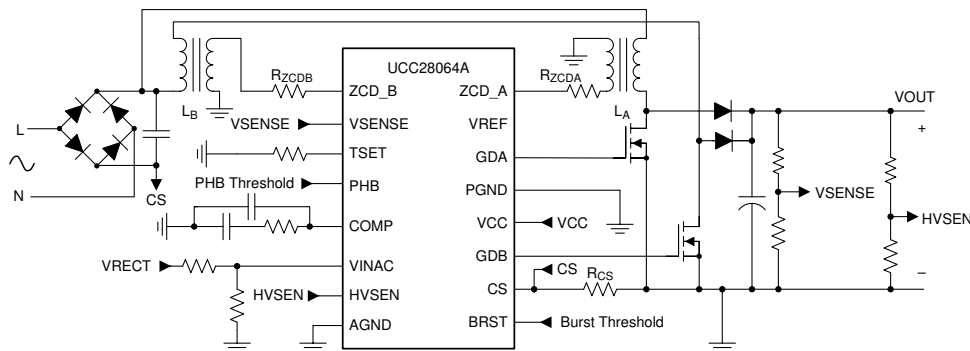 UCC28064A
L
N
CS
L_B
R_ZCDB
VSENSE
PHB Threshold
VRECT
HVSEN
ZCD_B
VSENSE
TSET
PHB
COMP
VINAC
HVSEN
AGND
ZCD_A
VREF
GDA
PGND
VCC
GDB
CS
BRST
R_ZCDA
L_A
VCC
CS
R_CS
Burst Threshold
VOUT
+
VSENSE
HVSEN
–